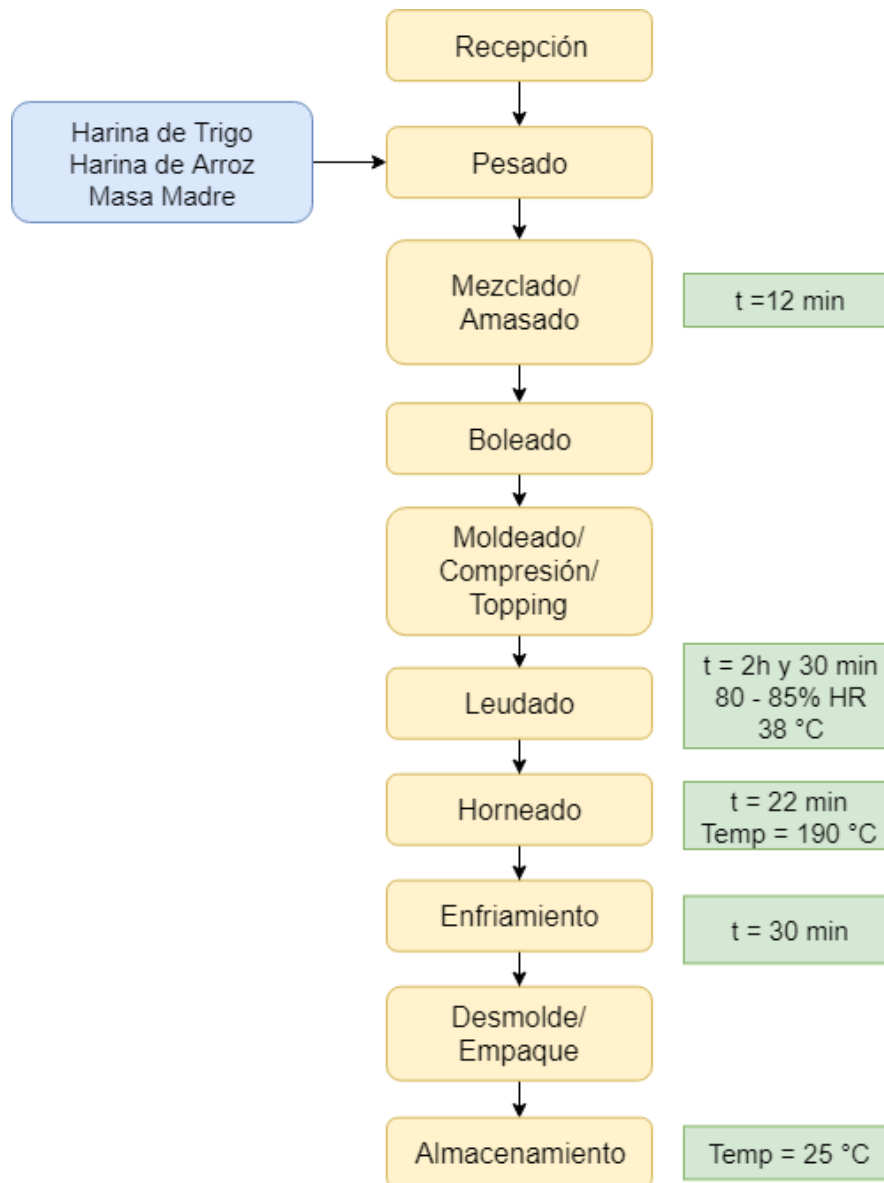 Recepción
Harina de Trigo
Harina de Arroz
Masa Madre
Pesado
Mezclado/
Amasado
t =12 min
Boleado
Moldeado/
Compresión/
Topping
Leudado
t = 2h y 30 min
80 - 85% HR
38 °C
Horneado
t = 22 min
Temp = 190 °C
Enfriamiento
t = 30 min
Desmolde/
Empaque
Almacenamiento
Temp = 25 °C